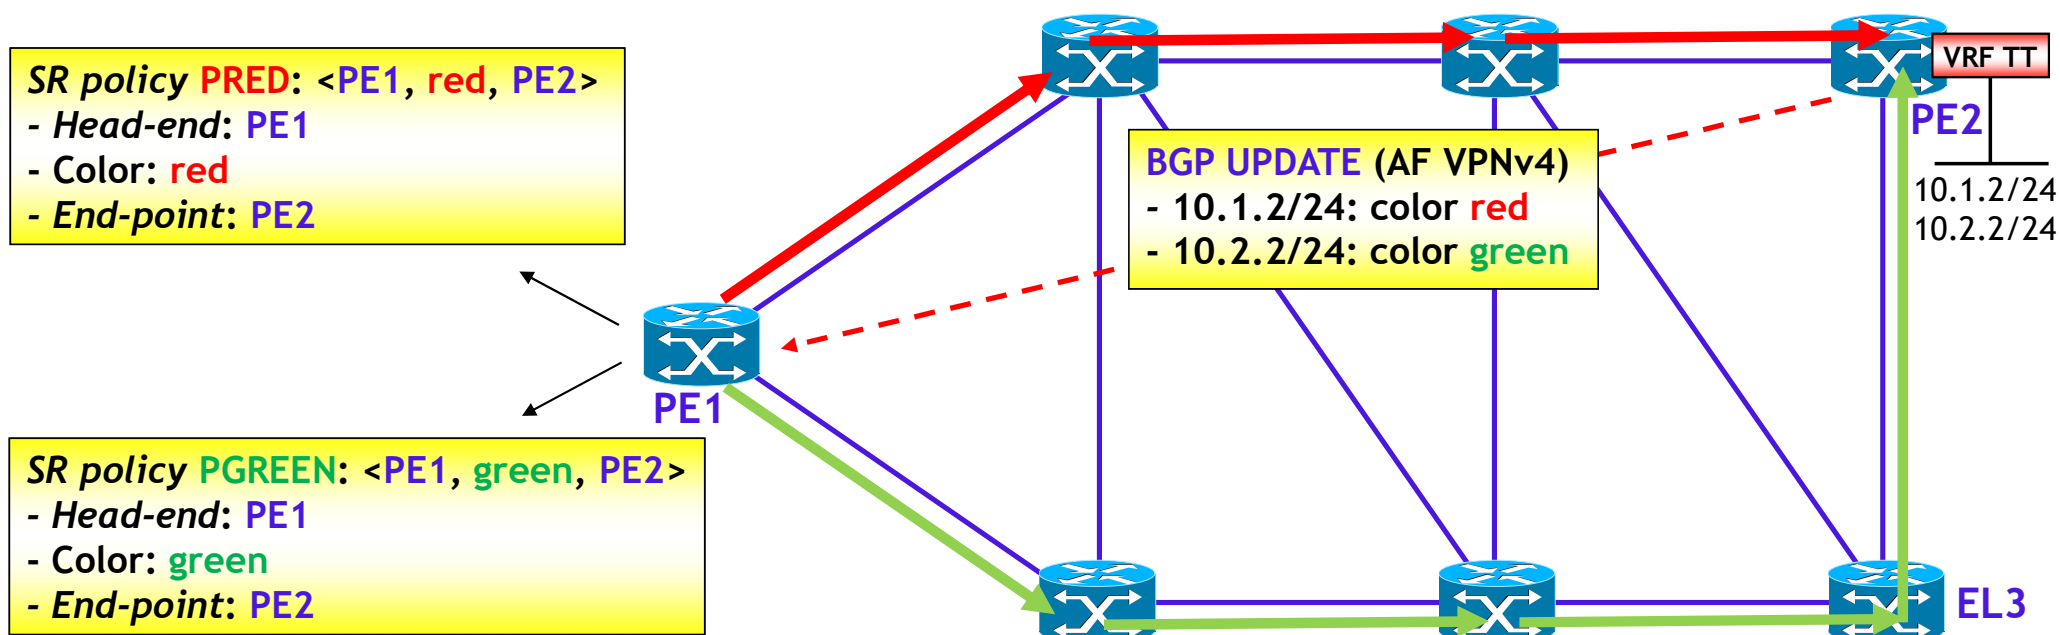 SR policy PRED: <PE1, red, PE2>
- Head-end: PE1
- Color: red
- End-point: PE2
BGP UPDATE (AF VPNv4)
- 10.1.2/24: color red
- 10.2.2/24: color green
VRF TT
PE2
10.1.2/24
10.2.2/24
PE1
SR policy PGREEN: <PE1, green, PE2>
- Head-end: PE1
- Color: green
- End-point: PE2
EL3